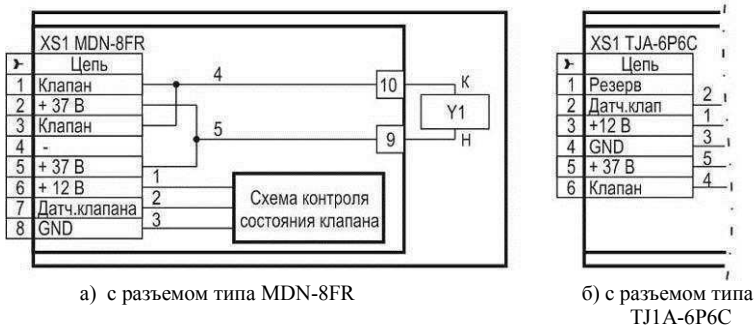 XS1 MDN-8FR
Цепь
1 Клапан
2 + 37 В
3 Клапан
4 -
5 + 37 В
6 + 12 В
7 Датч.клапана
8 GND
4
5
1
2
3
10
9
К
Y1
Н
Схема контроля
состояния клапана
а) с разъемом типа MDN-8FR
XS1 TJA-6P6C
Цепь
1 Резерв
2 Датч.клап
3 +12 В
4 GND
5 + 37 В
6 Клапан
2
1
3
5
4
б) с разъемом типа
TJ1A-6P6C